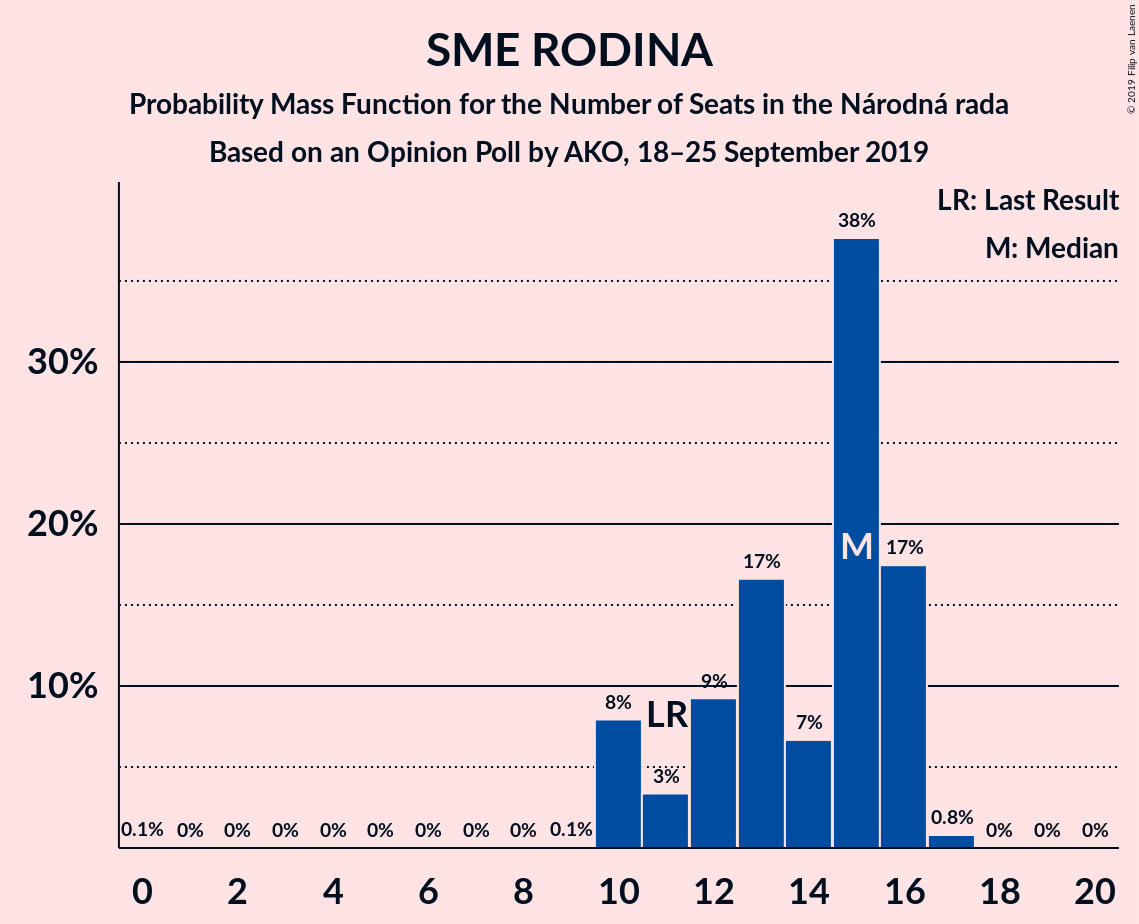 SME RODINA
Probability Mass Function for the Number of Seats in the Národná rada
Based on an Opinion Poll by AKO, 18–25 September 2019
© 2019 Filip van Laenen
LR: Last Result
M: Median
38%
30%
20%
M
17%
17%
10%
9%
8%
LR
7%
3%
0.1% 0% 0% 0% 0% 0% 0% 0% 0% 0.1% 0.8% 0% 0% 0%
0 2 4 6 8 10 12 14 16 18 20